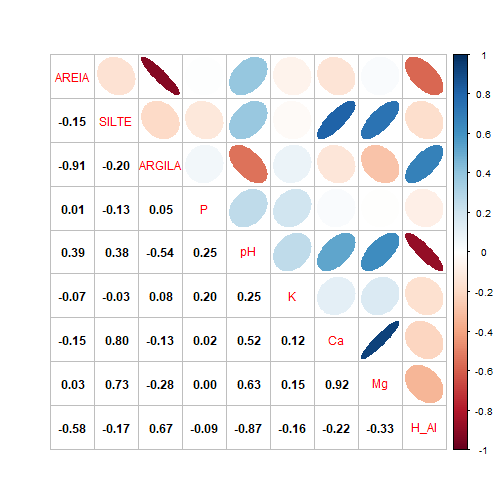 AREIA
-0.15 SILTE
-0.91 -0.20 ARGILA
0.01 -0.13 0.05 P
0.39 0.38 -0.54 0.25 pH
-0.07 -0.03 0.08 0.20 0.25 K
-0.15 0.80 -0.13 0.02 0.52 0.12 Ca
0.03 0.73 -0.28 0.00 0.63 0.15 0.92 Mg
-0.58 -0.17 0.67 -0.09 -0.87 -0.16 -0.22 -0.33 H_Al
1
0.8
0.6
0.4
0.2
0
-0.2
-0.4
-0.6
-0.8
-1